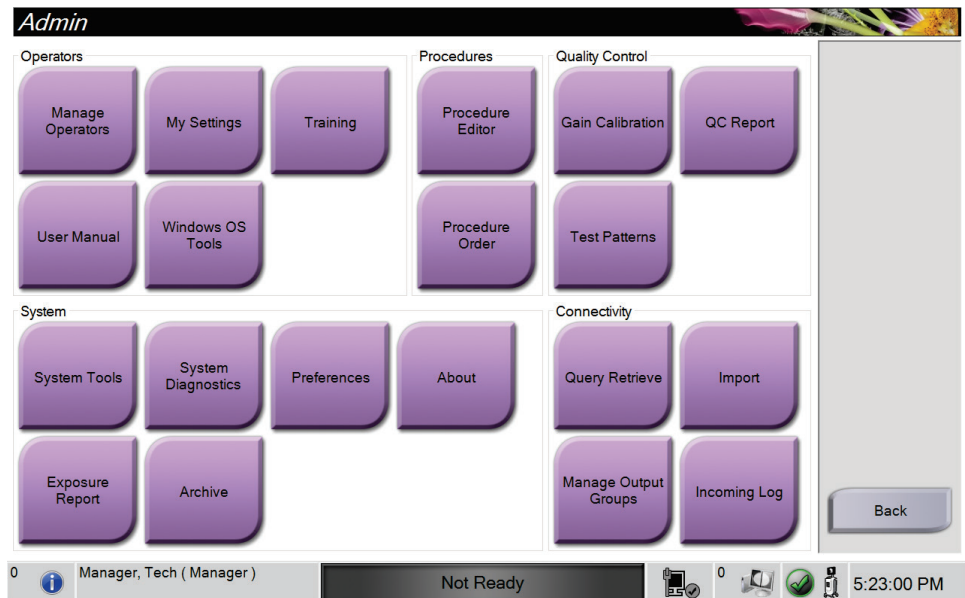 Admin
Operators
Procedures
Quality Control
Manage
Operators
My Settings
Training
Procedure
Editor
Gain Calibration
QC Report
User Manual
Windows OS
Tools
Procedure
Order
Test Patterns
System
Connectivity
System Tools
System
Diagnostics
Preferences
About
Query Retrieve
Import
Exposure
Report
Archive
Manage Output
Groups
Incoming Log
Back
0
Manager, Tech ( Manager )
Not Ready
0
5:23:00 PM